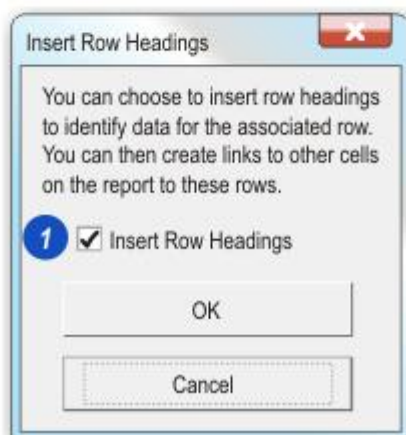 Insert Row Headings
You can choose to insert row headings
to identify data for the associated row.
You can then create links to other cells
on the report to these rows.
1 Insert Row Headings
OK
Cancel